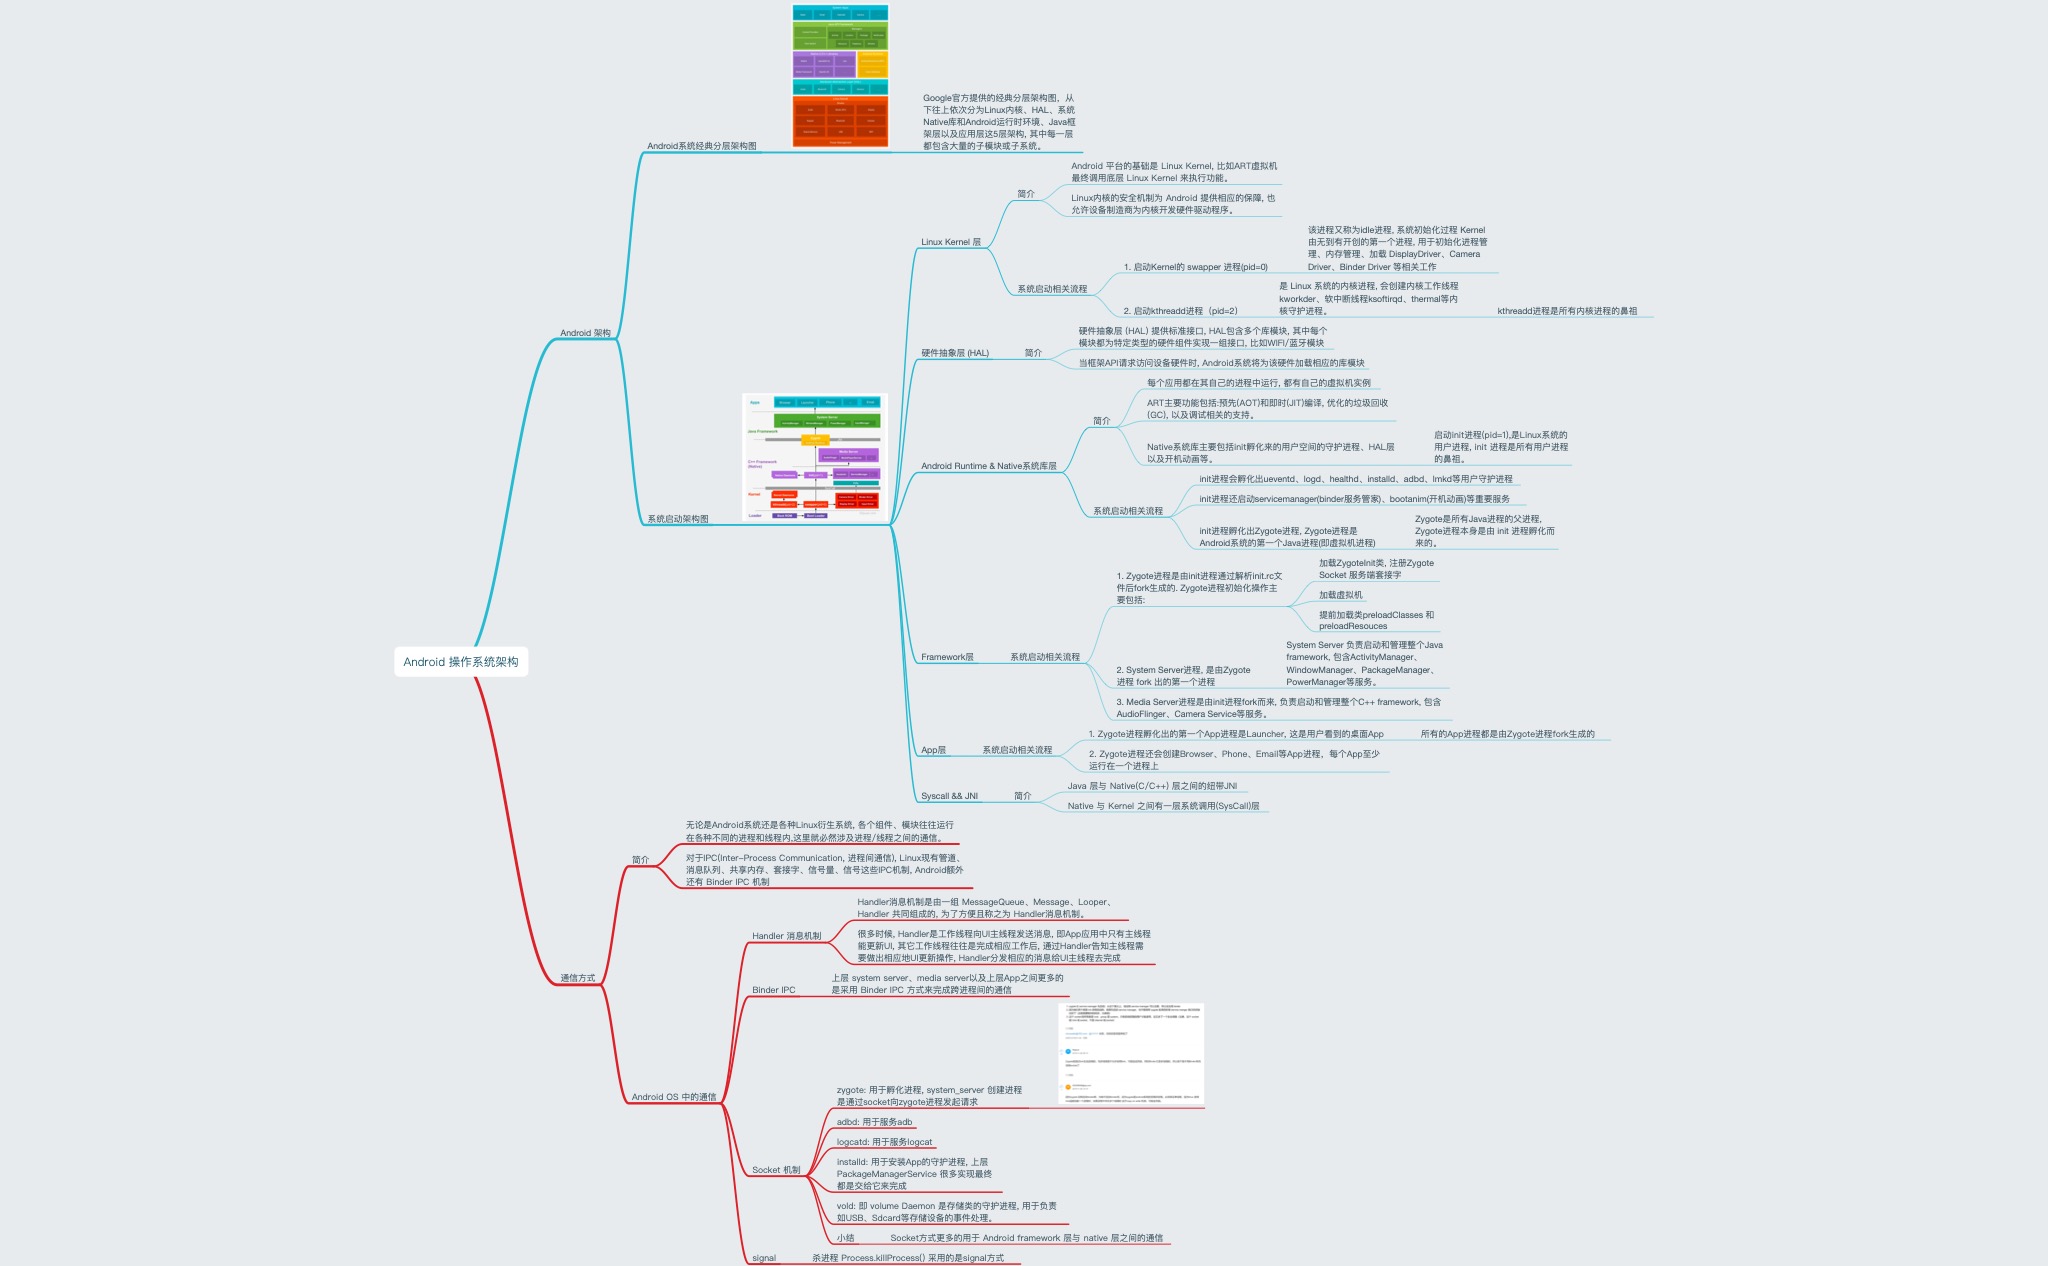 Android 操作系统架构
Android 架构
Android系统经典分层架构图
Google官方提供的经典分层架构图，从
下往上依次分为Linux内核、HAL、系统
Native库和Android运行时环境、Java框
架层以及应用层这5层架构, 其中每一层
都包含大量的子模块或子系统。
系统启动架构图
Apps
System Server
Java Framework
Media Server
C++ Framework
(Native)
Kernel
Loader
Linux Kernel 层
简介
Android 平台的基础是 Linux Kernel, 比如ART虚拟机
最终调用底层 Linux Kernel 来执行功能。
Linux内核的安全机制为 Android 提供相应的保障, 也
允许设备制造商为内核开发硬件驱动程序。
系统启动相关流程
1. 启动Kernel的 swapper 进程(pid=0)
该进程又称为idle进程, 系统初始化过程 Kernel
由无到有开创的第一个进程, 用于初始化进程管
理、内存管理、加载 DisplayDriver、Camera
Driver、Binder Driver 等相关工作
2. 启动kthreadd进程（pid=2）
是 Linux 系统的内核进程, 会创建内核工作线程
kworkder、软中断线程ksoftirqd、thermal等内
核守护进程。
kthreadd进程是所有内核进程的鼻祖
硬件抽象层 (HAL)
简介
硬件抽象层 (HAL) 提供标准接口, HAL包含多个库模块, 其中每个
模块都为特定类型的硬件组件实现一组接口, 比如WIFI/蓝牙模块
当框架API请求访问设备硬件时, Android系统将为该硬件加载相应的库模块
Android Runtime & Native系统库层
简介
每个应用都在其自己的进程中运行, 都有自己的虚拟机实例
ART主要功能包括:预先(AOT)和即时(JIT)编译, 优化的垃圾回收
(GC), 以及调试相关的支持。
Native系统库主要包括init孵化来的用户空间的守护进程、HAL层
以及开机动画等。
启动init进程(pid=1),是Linux系统的
用户进程, init 进程是所有用户进程
的鼻祖。
系统启动相关流程
init进程会孵化出ueventd、logd、healthd、installd、adbd、lmkd等用户守护进程
init进程还启动servicemanager(binder服务管家)、bootanim(开机动画)等重要服务
init进程孵化出Zygote进程, Zygote进程是
Android系统的第一个Java进程(即虚拟机进程)
Zygote是所有Java进程的父进程,
Zygote进程本身是由 init 进程孵化而
来的。
Framework层
系统启动相关流程
1. Zygote进程是由init进程通过解析init.rc文
件后fork生成的. Zygote进程初始化操作主
要包括:
加载ZygoteInit类, 注册Zygote
Socket 服务端套接字
加载虚拟机
提前加载类preloadClasses 和
preloadResouces
2. System Server进程, 是由Zygote
进程 fork 出的第一个进程
System Server 负责启动和管理整个Java
framework, 包含ActivityManager、
WindowManager、PackageManager、
PowerManager等服务。
3. Media Server进程是由init进程fork而来, 负责启动和管理整个C++ framework, 包含
AudioFlinger、Camera Service等服务。
App层
系统启动相关流程
1. Zygote进程孵化出的第一个App进程是Launcher, 这是用户看到的桌面App
所有的App进程都是由Zygote进程fork生成的
2. Zygote进程还会创建Browser、Phone、Email等App进程， 每个App至少
运行在一个进程上
Syscall && JNI
简介
Java 层与 Native(C/C++) 层之间的纽带JNI
Native 与 Kernel 之间有一层系统调用(SysCall)层
通信方式
简介
无论是Android系统还是各种Linux衍生系统, 各个组件、模块往往运行
在各种不同的进程和线程内,这里就必然涉及进程/线程之间的通信。
对于IPC(Inter-Process Communication, 进程间通信), Linux现有管道、
消息队列、共享内存、套接字、信号量、信号这些IPC机制, Android额外
还有 Binder IPC 机制
Android OS 中的通信
Handler 消息机制
Handler消息机制是由一组 MessageQueue、Message、Looper、
Handler 共同组成的, 为了方便且称之为 Handler消息机制。
很多时候, Handler是工作线程向UI主线程发送消息, 即App应用中只有主线程
能更新UI, 其它工作线程往往是完成相应工作后, 通过Handler告知主线程需
要做出相应地UI更新操作, Handler分发相应的消息给UI主线程去完成
Binder IPC
上层 system server、media server以及上层App之间更多的
是采用 Binder IPC 方式来完成跨进程间的通信
Socket 机制
zygote: 用于孵化进程, system_server 创建进程
是通过socket向zygote进程发起请求
adbd: 用于服务adb
logcatd: 用于服务logcat
installd: 用于安装App的守护进程, 上层
PackageManagerService 很多实现最终
都是交给它来完成
vold: 即 volume Daemon 是存储类的守护进程, 用于负责
如USB、Sdcard等存储设备的事件处理。
小结
Socket方式更多的用于 Android framework 层与 native 层之间的通信
signal
杀进程 Process.killProcess() 采用的是signal方式